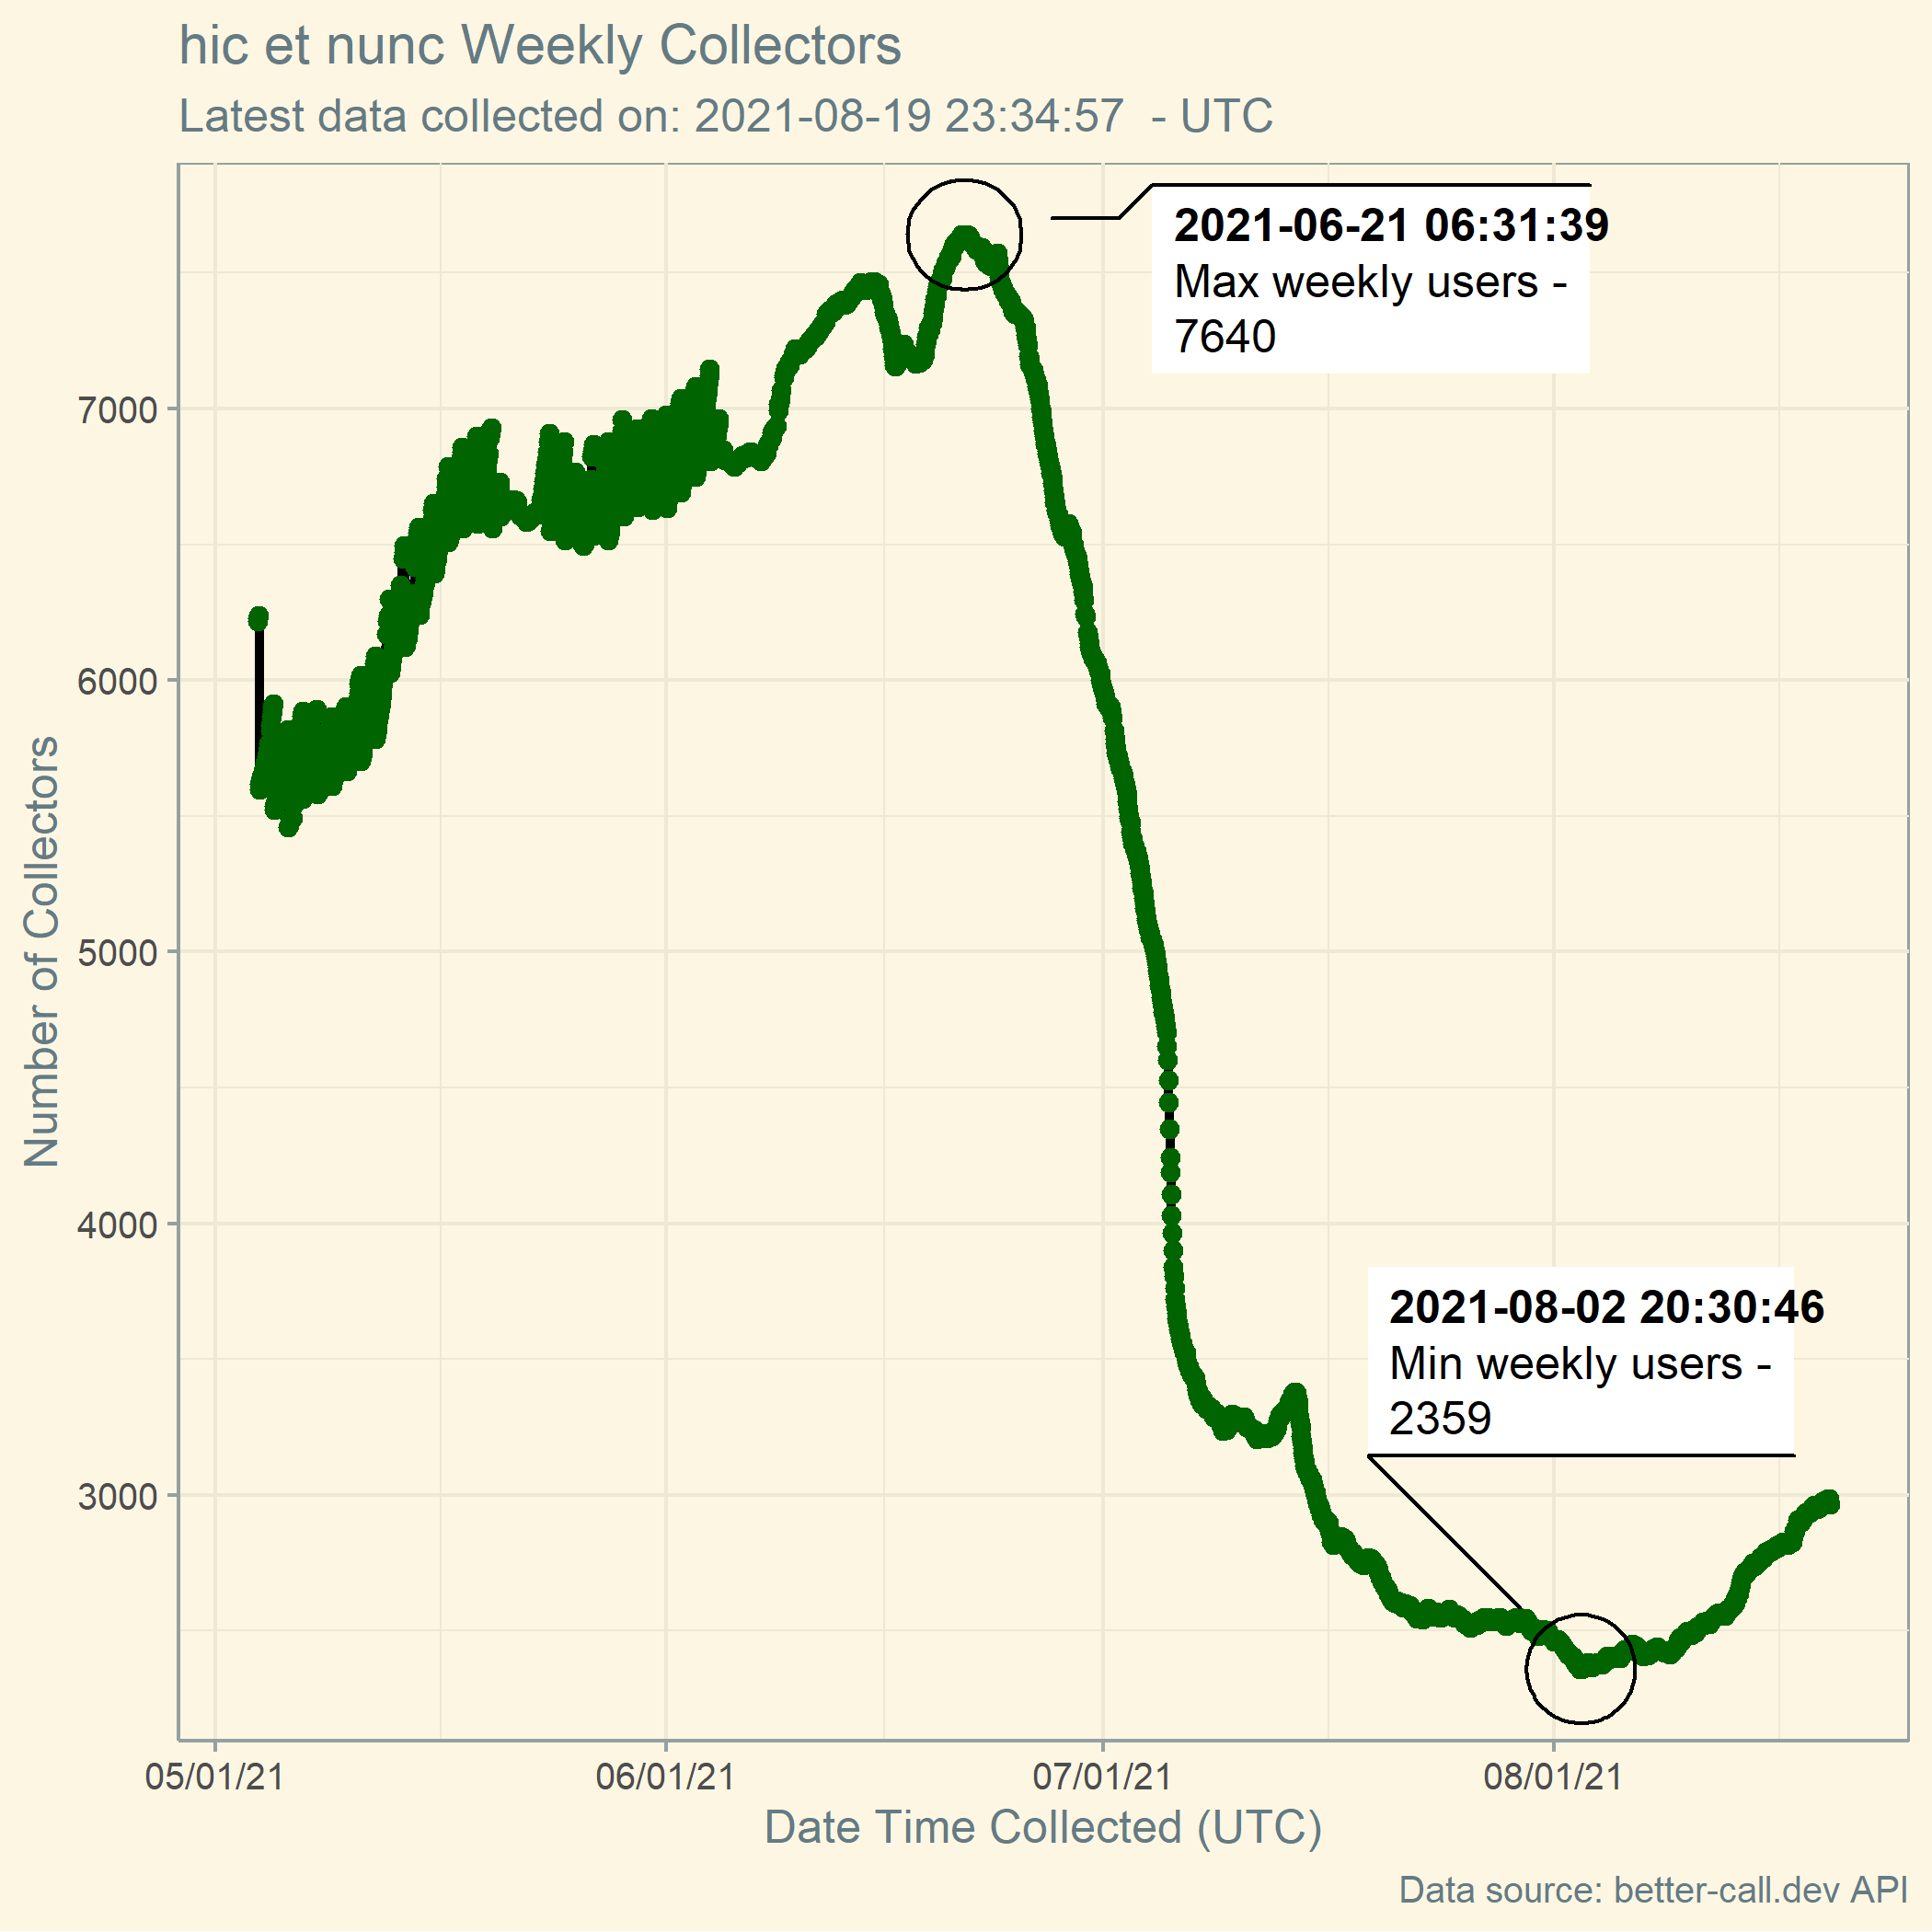 hic et nunc Weekly Collectors
Latest data collected on: 2021-08-19 23:34:57  - UTC
2021-06-21 06:31:39
Max weekly users -
7640
7000
6000
5000
4000
3000
Number of Collectors
2021-08-02 20:30:46
Min weekly users -
2359
05/01/21 06/01/21 07/01/21 08/01/21
Date Time Collected (UTC)
Data source: better-call.dev API